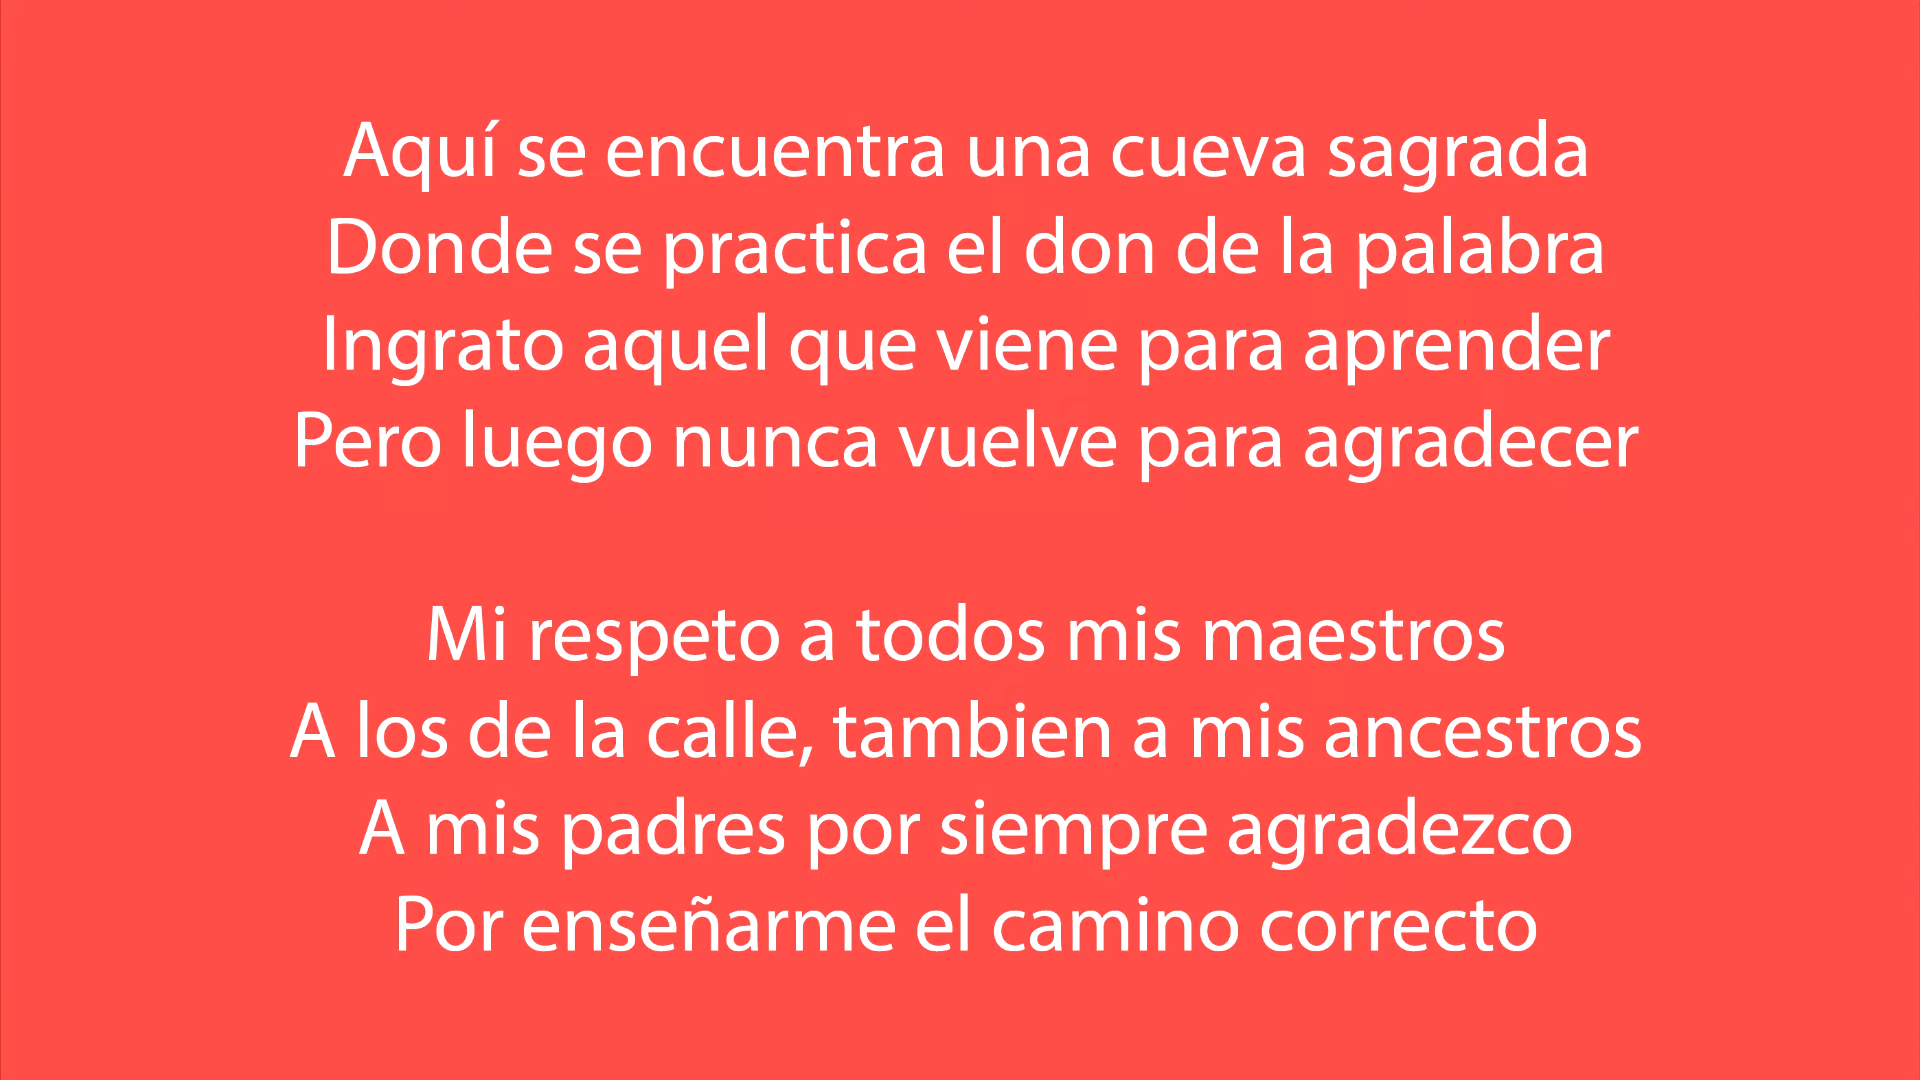 Aquí se encuentra una cueva sagrada
Donde se practica el don de la palabra
Ingrato aquel que viene para aprender
Pero luego nunca vuelve para agradecer
Mi respeto a todos mis maestros
A los de la calle, tambien a mis ancestros
A mis padres por siempre agradezco
Por enseñarme el camino correcto